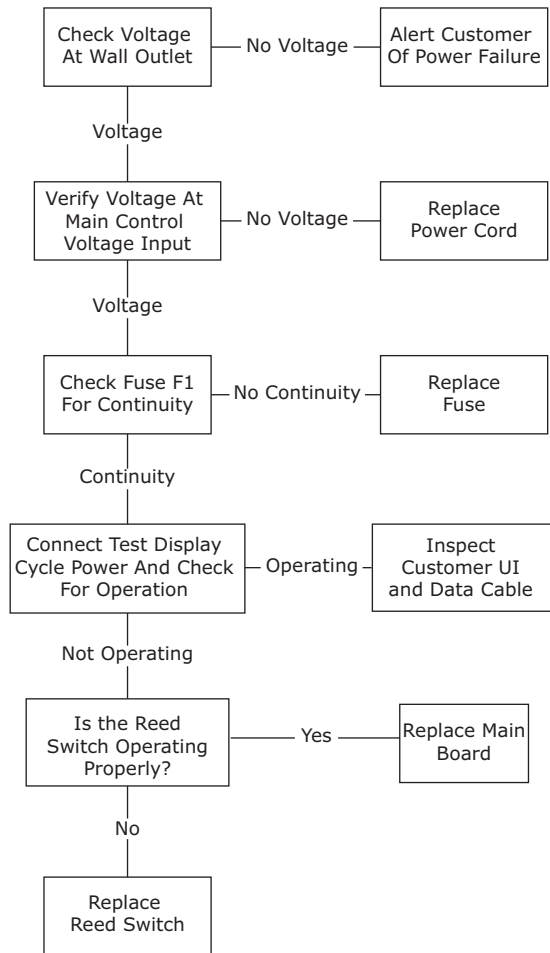 Check Voltage
At Wall Outlet
No Voltage
Alert Customer
Of Power Failure
Voltage
Verify Voltage At
Main Control
Voltage Input
No Voltage
Replace
Power Cord
Voltage
Check Fuse F1
For Continuity
No Continuity
Replace
Fuse
Continuity
Connect Test Display
Cycle Power And Check
For Operation
Operating
Inspect
Customer UI
and Data Cable
Not Operating
Is the Reed
Switch Operating
Properly?
Yes
Replace Main
Board
No
Replace
Reed Switch